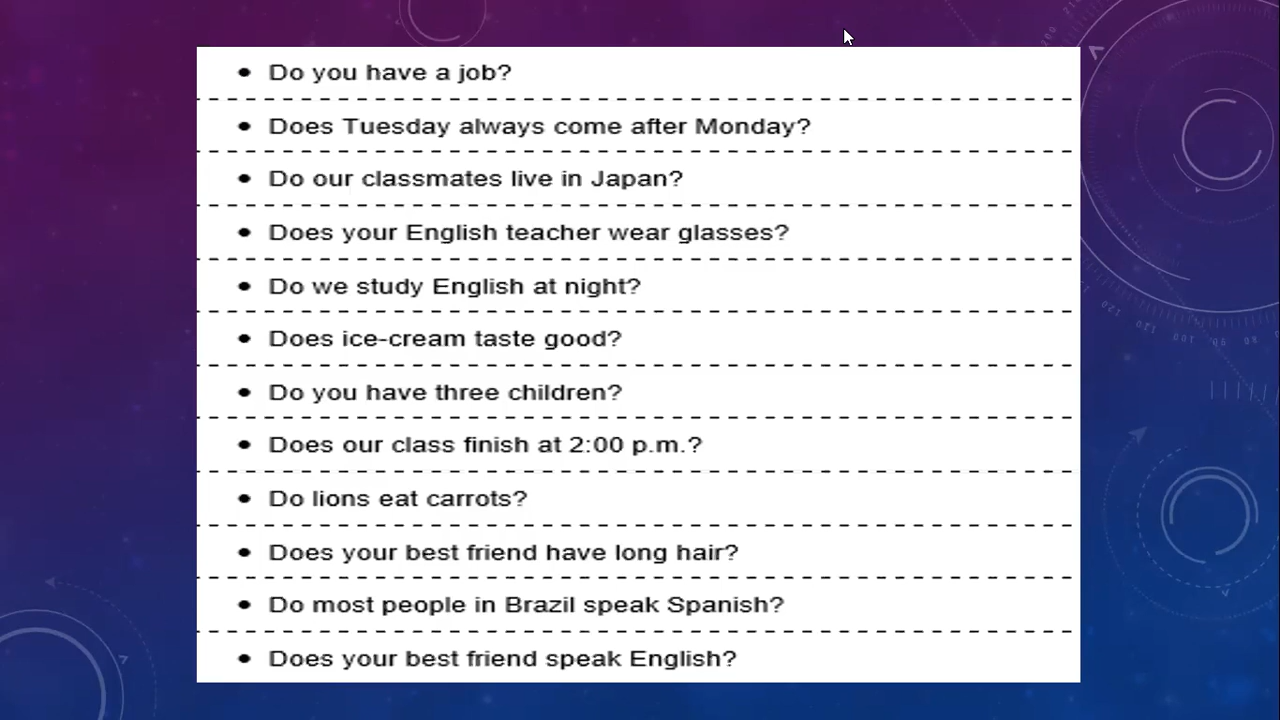 • Do you have a job?
• Does Tuesday always come after Monday?
• Do our classmates live in Japan?
• Does your English teacher wear glasses?
• Do we study English at night?
• Does ice-cream taste good?
• Do you have three children?
• Does our class finish at 2:00 p.m.?
• Do lions eat carrots?
• Does your best friend have long hair?
• Do most people in Brazil speak Spanish?
• Does your best friend speak English?